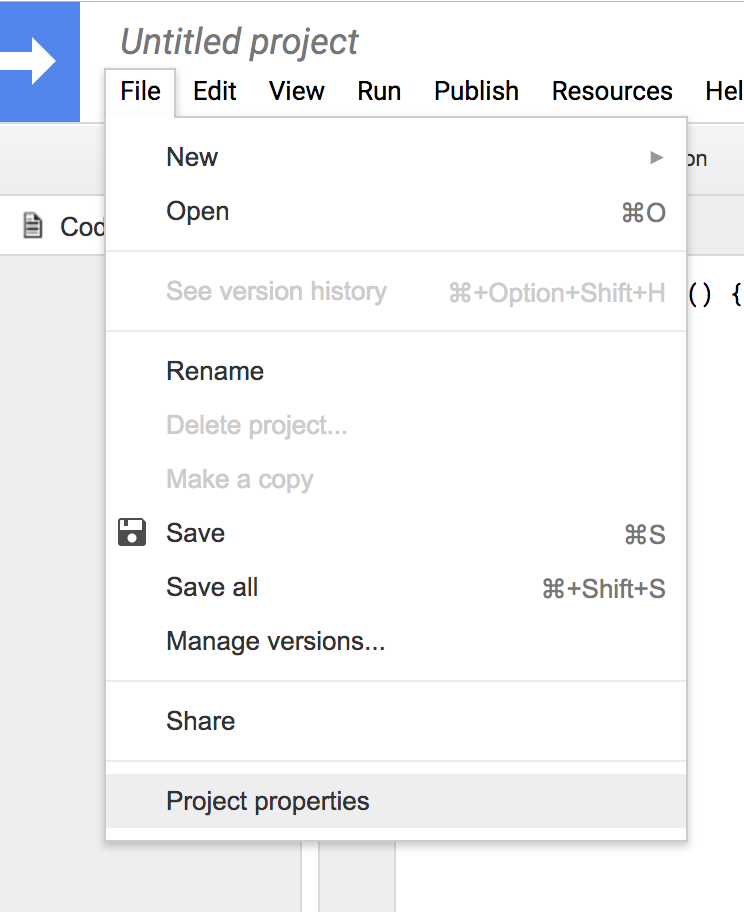 Untitled project
File Edit View Run Publish Resources Hel
New
on
Open ⌘O
Cod
See version history ⌘+Option+Shift+H
() {
Rename
Delete project...
Make a copy
Save ⌘S
Save all ⌘+Shift+S
Manage versions...
Share
Project properties